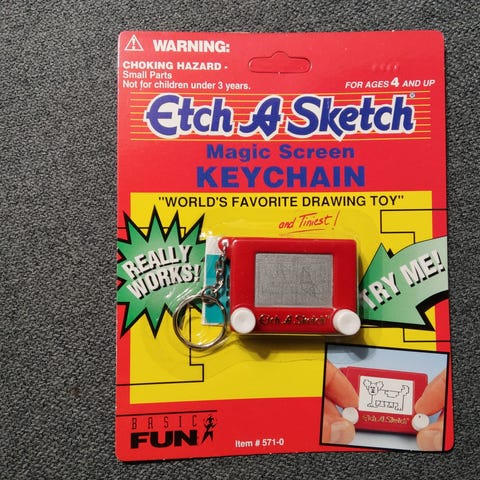 WARNING:
CHOKING HAZARD -
Small Parts
Not for children under 3 years.
FOR AGES 4 AND UP
Etch A Sketch®
Magic Screen
KEYCHAIN
"WORLD'S FAVORITE DRAWING TOY"
and Tiniest!
REALLY
WORKS!
TRY ME!
Etch A Sketch
Etch A Sketch
BASIC
FUN
Item # 571-0